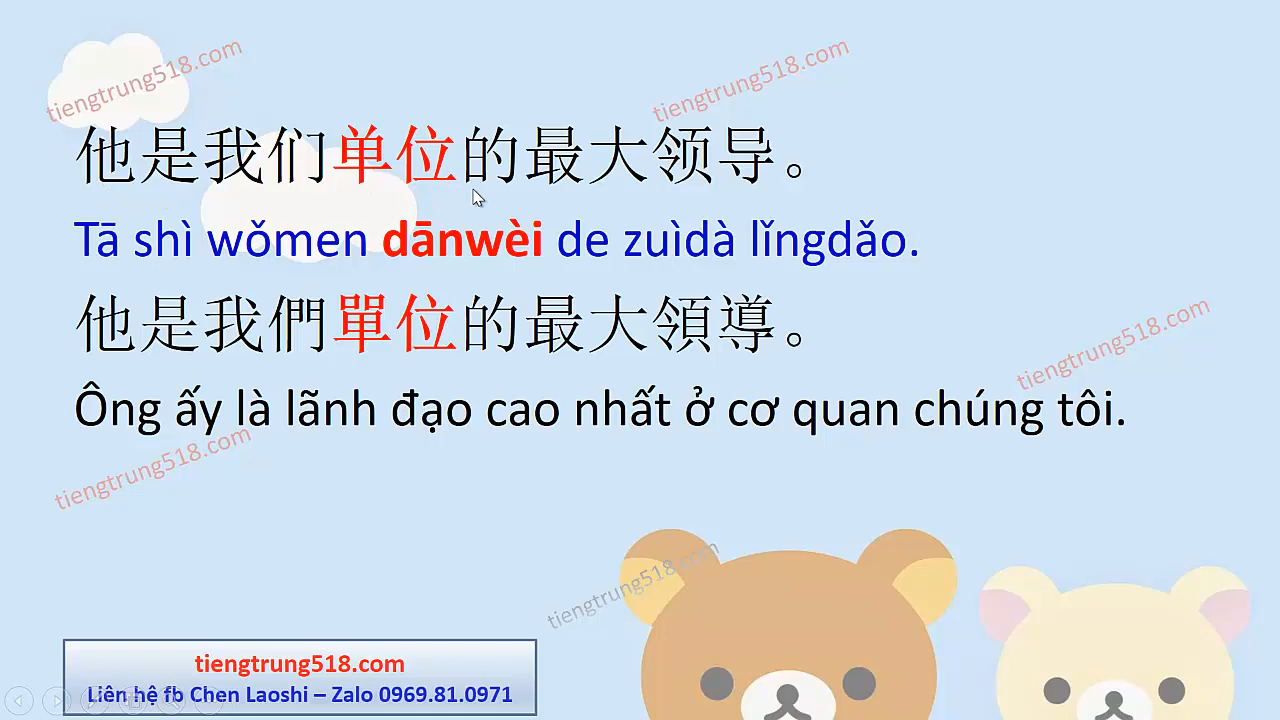 tiengtrung518.com
tiengtrung518.com
他是我们单位的最大领导。
Tā shì wǒmen dānwèi de zuìdà lǐngdǎo.
他是我們單位的最大領導。
tiengtrung518.com
Ông ấy là lãnh đạo cao nhất ở cơ quan chúng tôi.
tiengtrung518.com
tiengtrung518.com
tiengtrung518.com
Liên hệ fb Chen Laoshi – Zalo 0969.81.0971